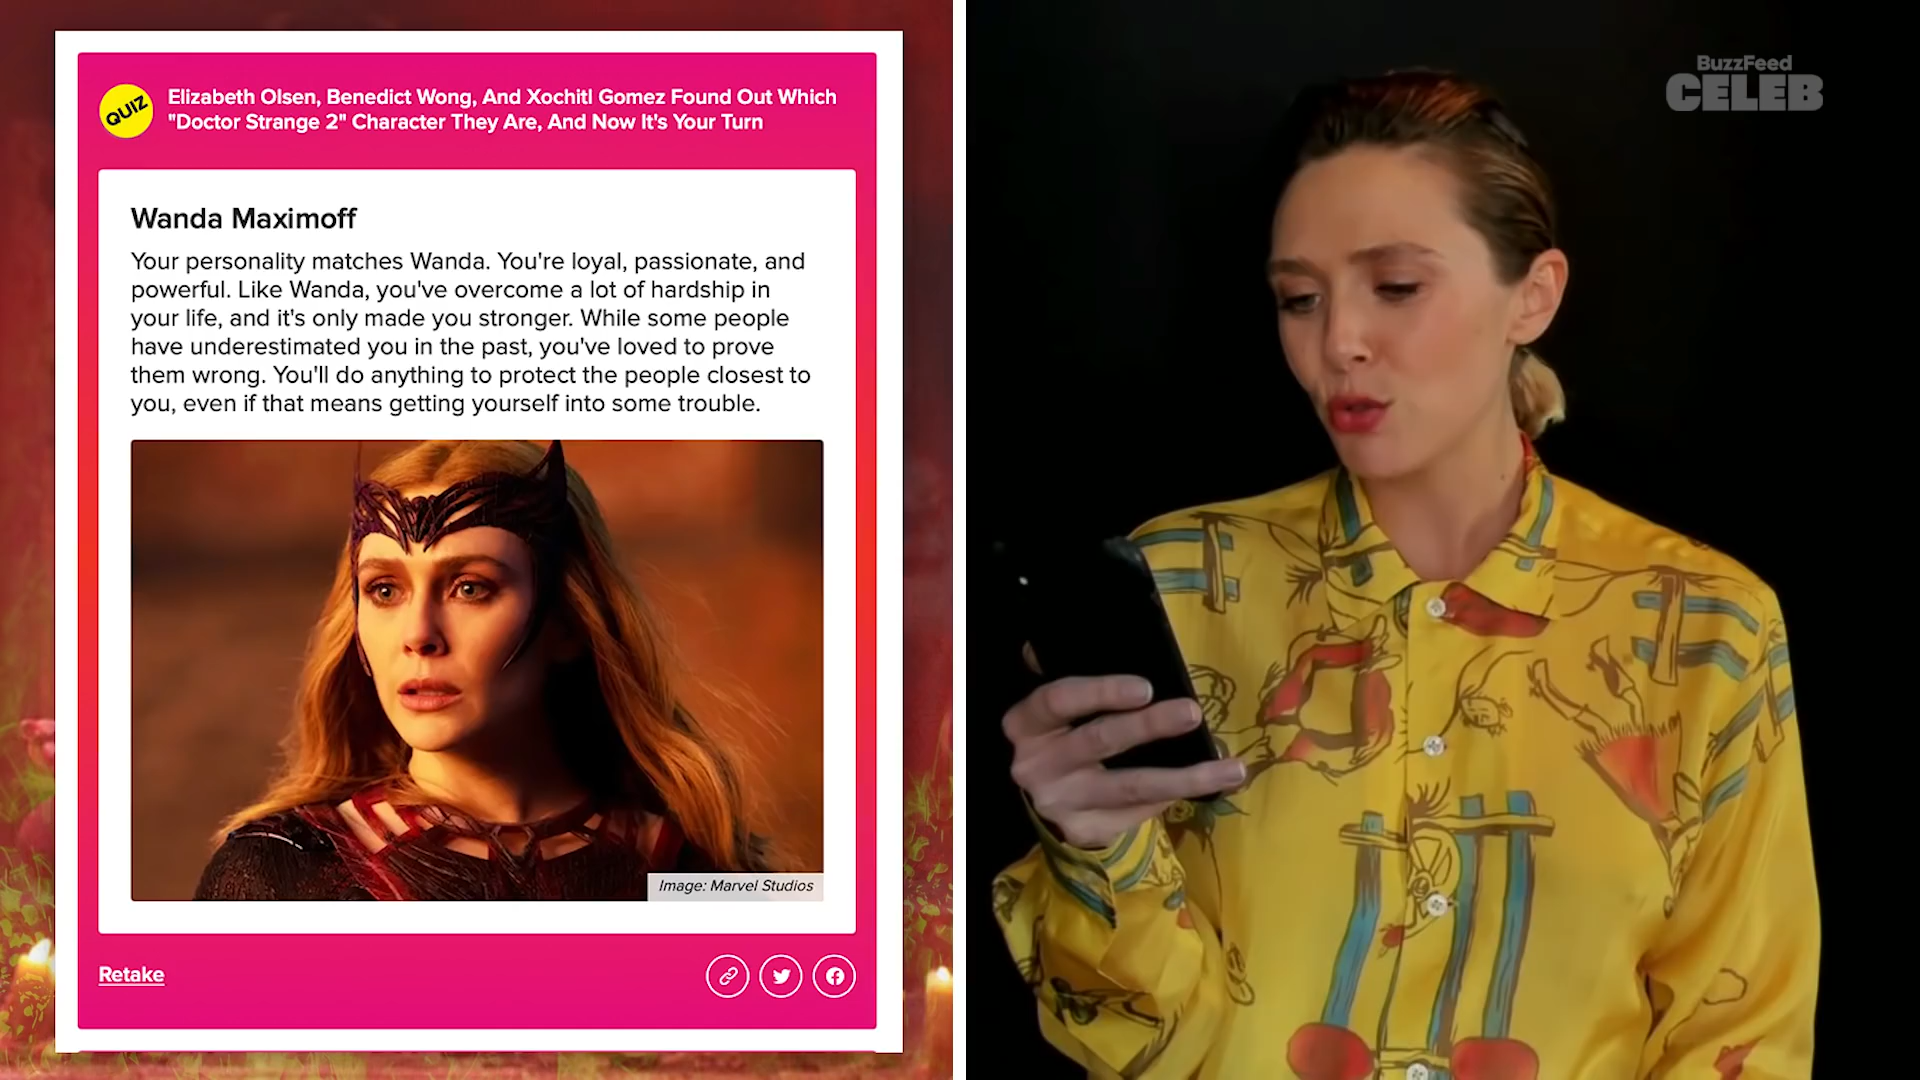 QUIZ
Elizabeth Olsen, Benedict Wong, And Xochitl Gomez Found Out Which
"Doctor Strange 2" Character They Are, And Now It's Your Turn
Wanda Maximoff
Your personality matches Wanda. You're loyal, passionate, and
powerful. Like Wanda, you've overcome a lot of hardship in
your life, and it's only made you stronger. While some people
have underestimated you in the past, you've loved to prove
them wrong. You'll do anything to protect the people closest to
you, even if that means getting yourself into some trouble.
Image: Marvel Studios
Retake
BuzzFeed
CELEB